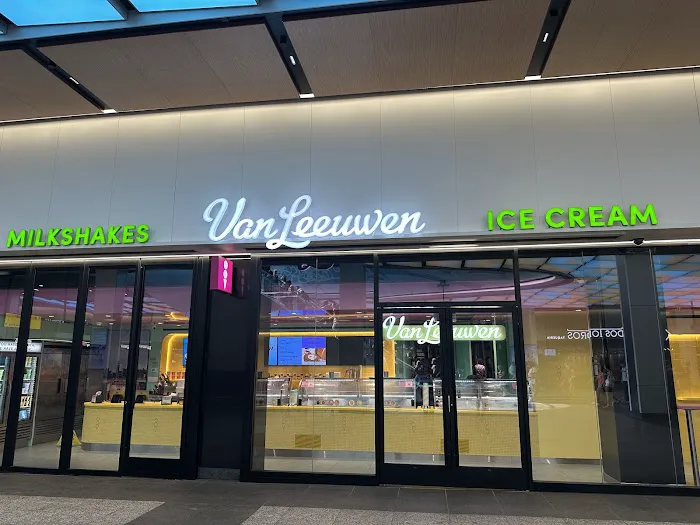 MILKSHAKES
Van Leeuwen
ICE CREAM
Van Leeuwen